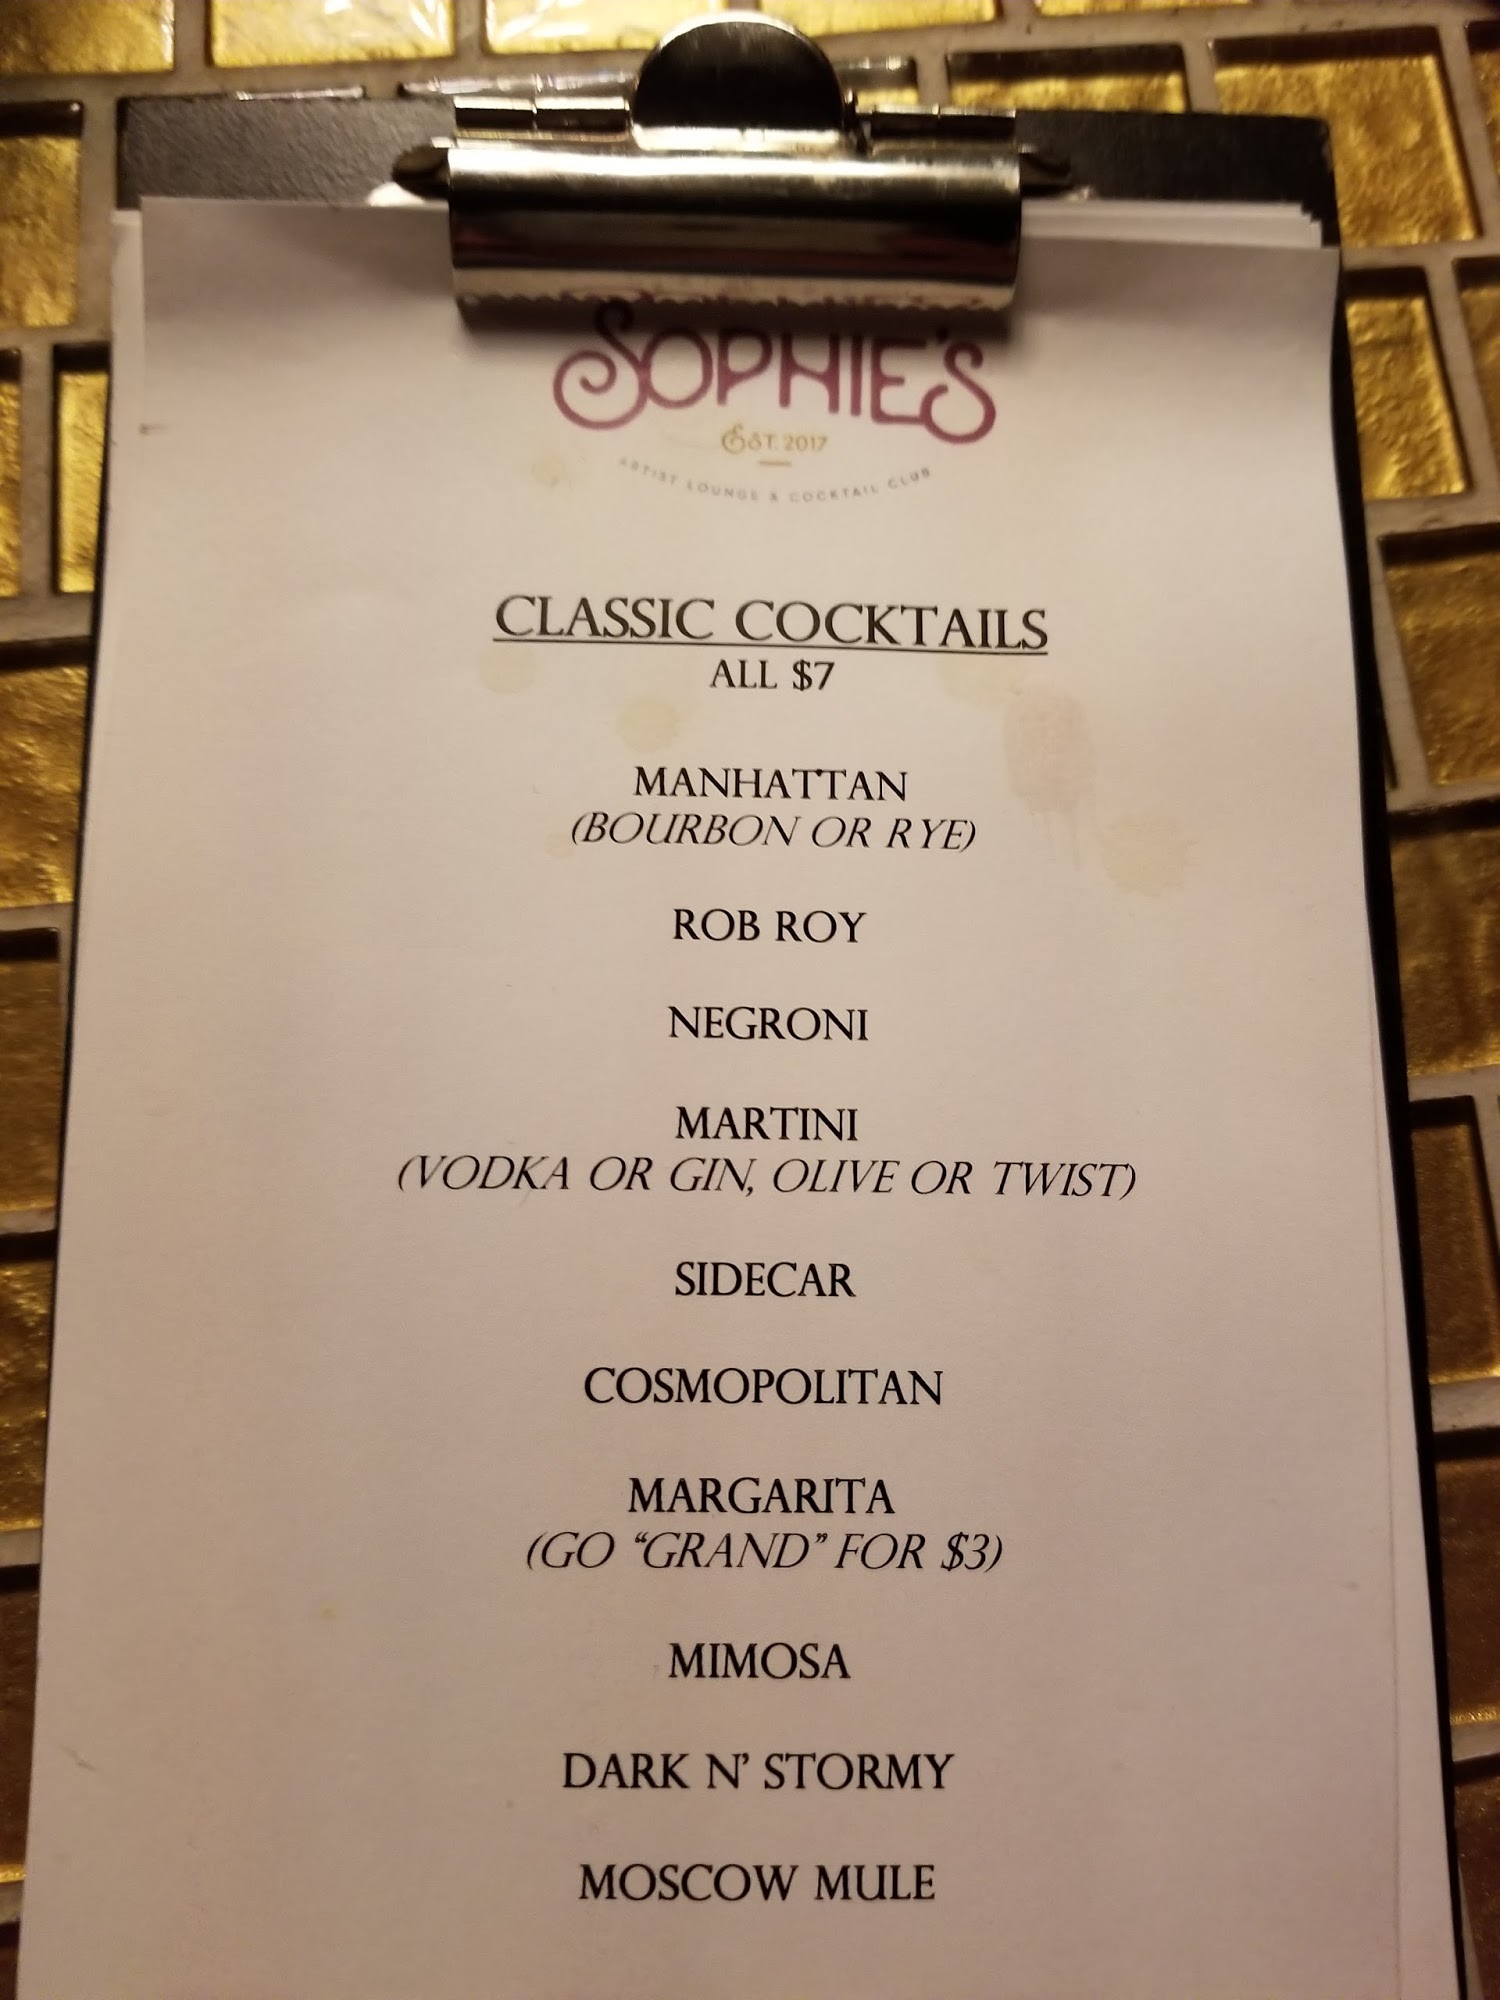 SOPHIE'S
EST. 2017
ARTIST LOUNGE & COCKTAIL CLUB
CLASSIC COCKTAILS
ALL $7
MANHATTAN
(BOURBON OR RYE)
ROB ROY
NEGRONI
MARTINI
(VODKA OR GIN, OLIVE OR TWIST)
SIDECAR
COSMOPOLITAN
MARGARITA
(GO “GRAND” FOR $3)
MIMOSA
DARK N’ STORMY
MOSCOW MULE